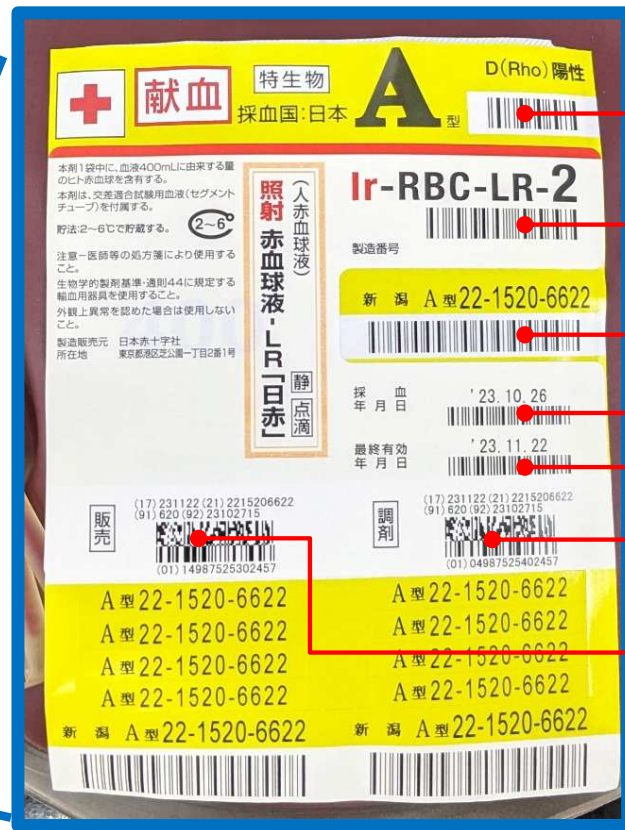 献血
特生物
採血国:日本
A型
D(Rho)陽性
本剤1袋中に、血液400mLに由来する量
のヒト赤血球を含有する。
本剤は、交差適合試験用血液(セグメント
チューブ)を付属する。
貯法:2~6℃で貯蔵する。
2~6°
注意-医師等の処方箋により使用する
こと。
生物学的製剤基準・通則44に規定する
輸血用器具を使用すること。
外観上異常を認めた場合は使用しない
こと。
製造販売元 日本赤十字社
所在地 東京都港区芝公園一丁目2番1号
(人赤血球液)
照射 赤血球液-LR「日赤」
静
点滴
Ir-RBC-LR-2
製造番号
新潟 A型22-1520-6622
採血
年月日
'23.10.26
最終有効
年月日
'23.11.22
販売
(17)231122(21)2215206622
(91)620(92)23102715
(01)14987525302457
調剤
(17)231122(21)2215206622
(91)620(92)23102715
(01)04987525402457
A型22-1520-6622
A型22-1520-6622
A型22-1520-6622
A型22-1520-6622
新潟 A型22-1520-6622
A型22-1520-6622
A型22-1520-6622
A型22-1520-6622
A型22-1520-6622
新潟 A型22-1520-6622